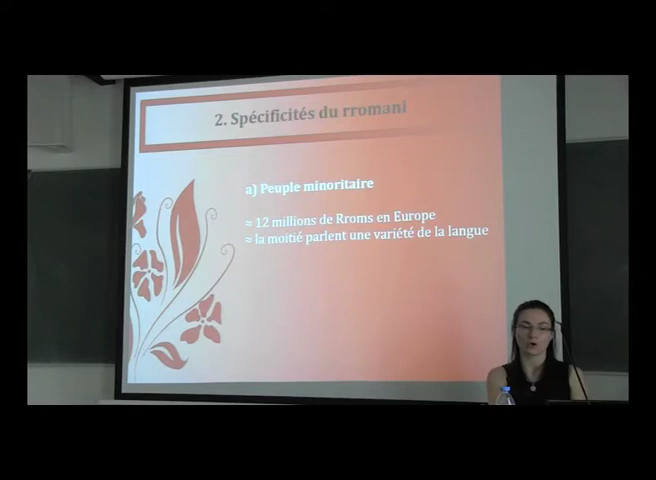 2. Spécificités du rromani
a) Peuple minoritaire
≈ 12 millions de Rroms en Europe
≈ la moitié parlent une variété de la langue